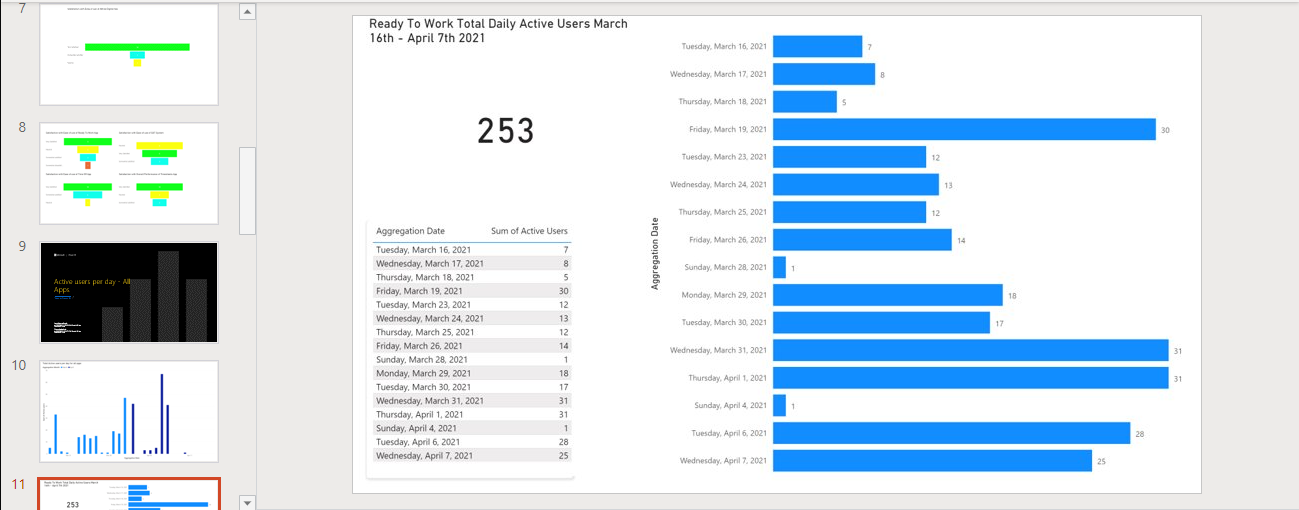 7
8
9
Active users per day - All
Apps
10
11
253
Ready To Work Total Daily Active Users March
16th - April 7th 2021
253
Aggregation Date Sum of Active Users
Tuesday, March 16, 2021 7
Wednesday, March 17, 2021 8
Thursday, March 18, 2021 5
Friday, March 19, 2021 30
Tuesday, March 23, 2021 12
Wednesday, March 24, 2021 13
Thursday, March 25, 2021 12
Friday, March 26, 2021 14
Sunday, March 28, 2021 1
Monday, March 29, 2021 18
Tuesday, March 30, 2021 17
Wednesday, March 31, 2021 31
Thursday, April 1, 2021 31
Sunday, April 4, 2021 1
Tuesday, April 6, 2021 28
Wednesday, April 7, 2021 25
Aggregation Date
Tuesday, March 16, 2021 7
Wednesday, March 17, 2021 8
Thursday, March 18, 2021 5
Friday, March 19, 2021 30
Tuesday, March 23, 2021 12
Wednesday, March 24, 2021 13
Thursday, March 25, 2021 12
Friday, March 26, 2021 14
Sunday, March 28, 2021 1
Monday, March 29, 2021 18
Tuesday, March 30, 2021 17
Wednesday, March 31, 2021 31
Thursday, April 1, 2021 31
Sunday, April 4, 2021 1
Tuesday, April 6, 2021 28
Wednesday, April 7, 2021 25